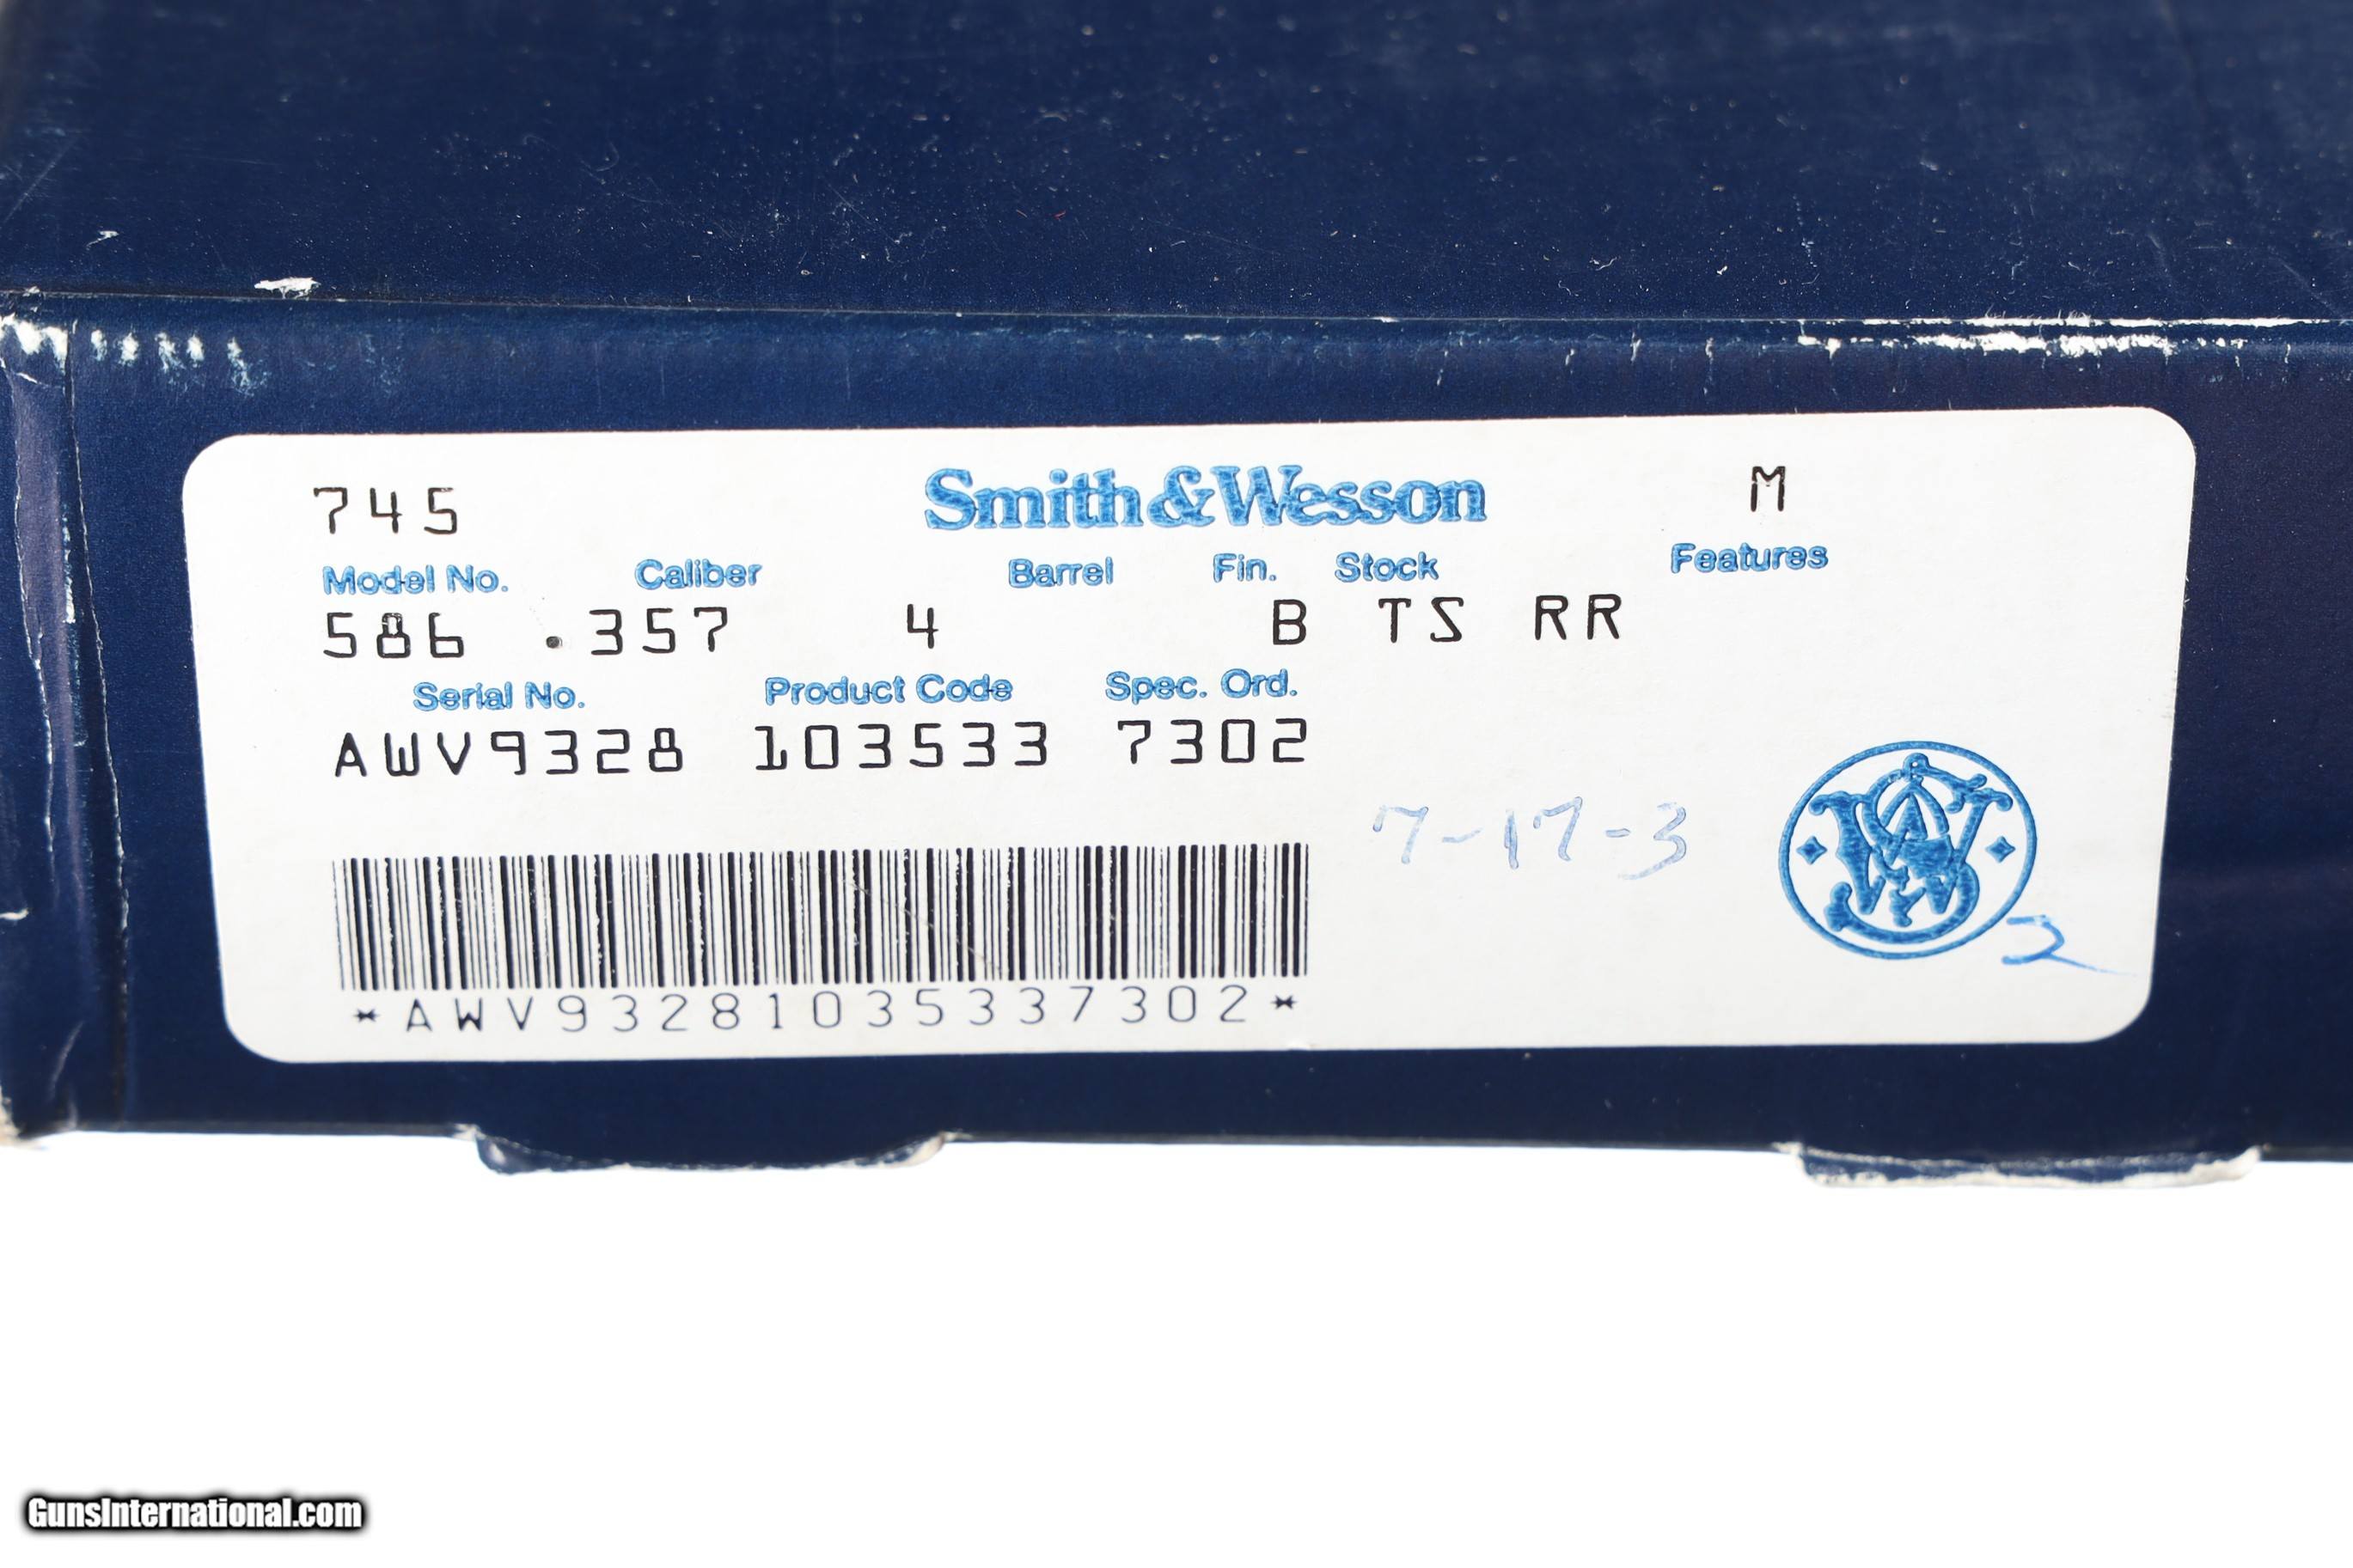 745 Smith & Wesson M
Model No. Caliber Barrel Fin. Stock Features
586 .357 4 B TS RR
Serial No. Product Code Spec. Ord.
AWV9328 103533 7302
7-17-3
2
*AWV93281035337302*
GunsInternational.com